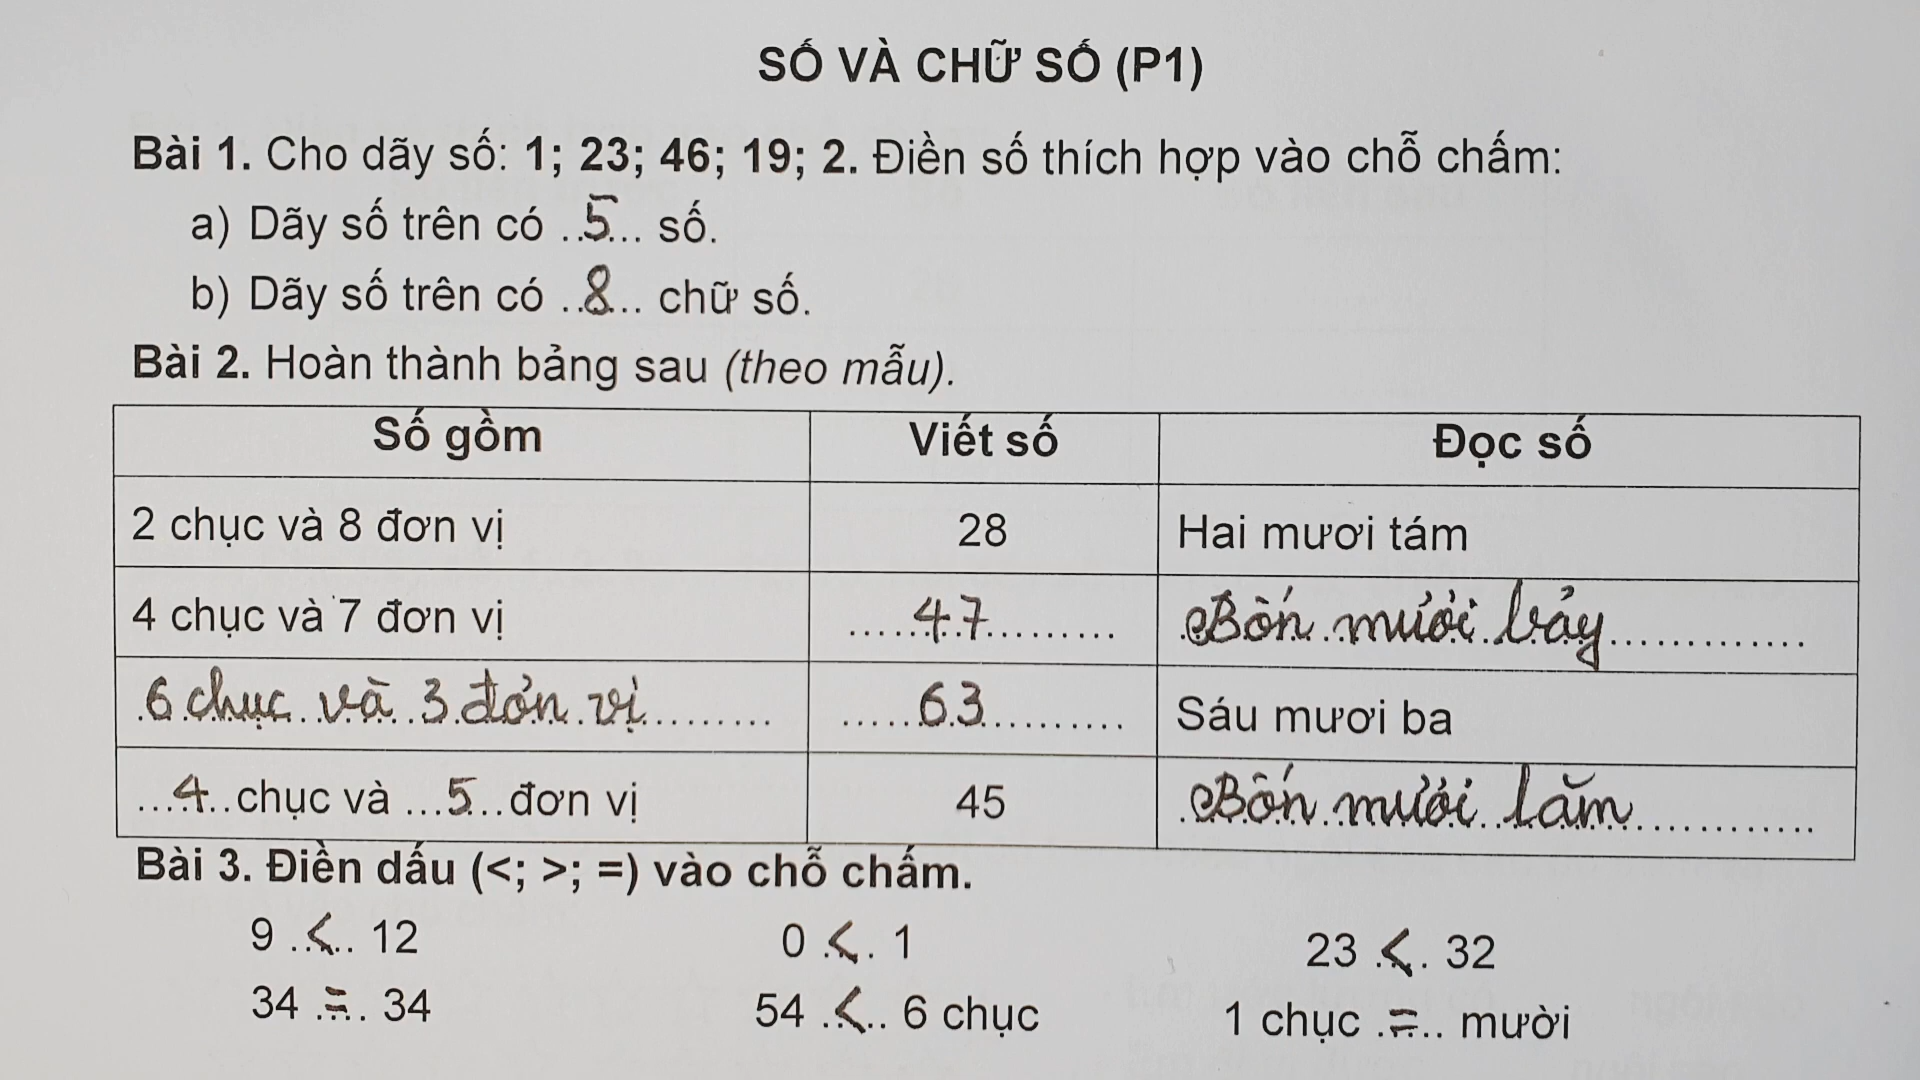 SỐ VÀ CHỮ SỐ (P1)
Bài 1. Cho dãy số: 1; 23; 46; 19; 2. Điền số thích hợp vào chỗ chấm:
a) Dãy số trên có ..5... số.
b) Dãy số trên có ..8... chữ số.
Bài 2. Hoàn thành bảng sau (theo mẫu).
Số gồm Viết số Đọc số
2 chục và 8 đơn vị 28 Hai mươi tám
4 chục và 7 đơn vị .....47......... Bốn mươi bảy.............
6 chục và 3 đơn vị......... .....63.......... Sáu mươi ba
...4..chục và ...5...đơn vị 45 Bốn mươi lăm.............
Bài 3. Điền dấu (<; >; =) vào chỗ chấm.
9 ..<.. 12 0 .<.. 1 23 .<.. 32
34 .=... 34 54 .<... 6 chục 1 chục .=... mười